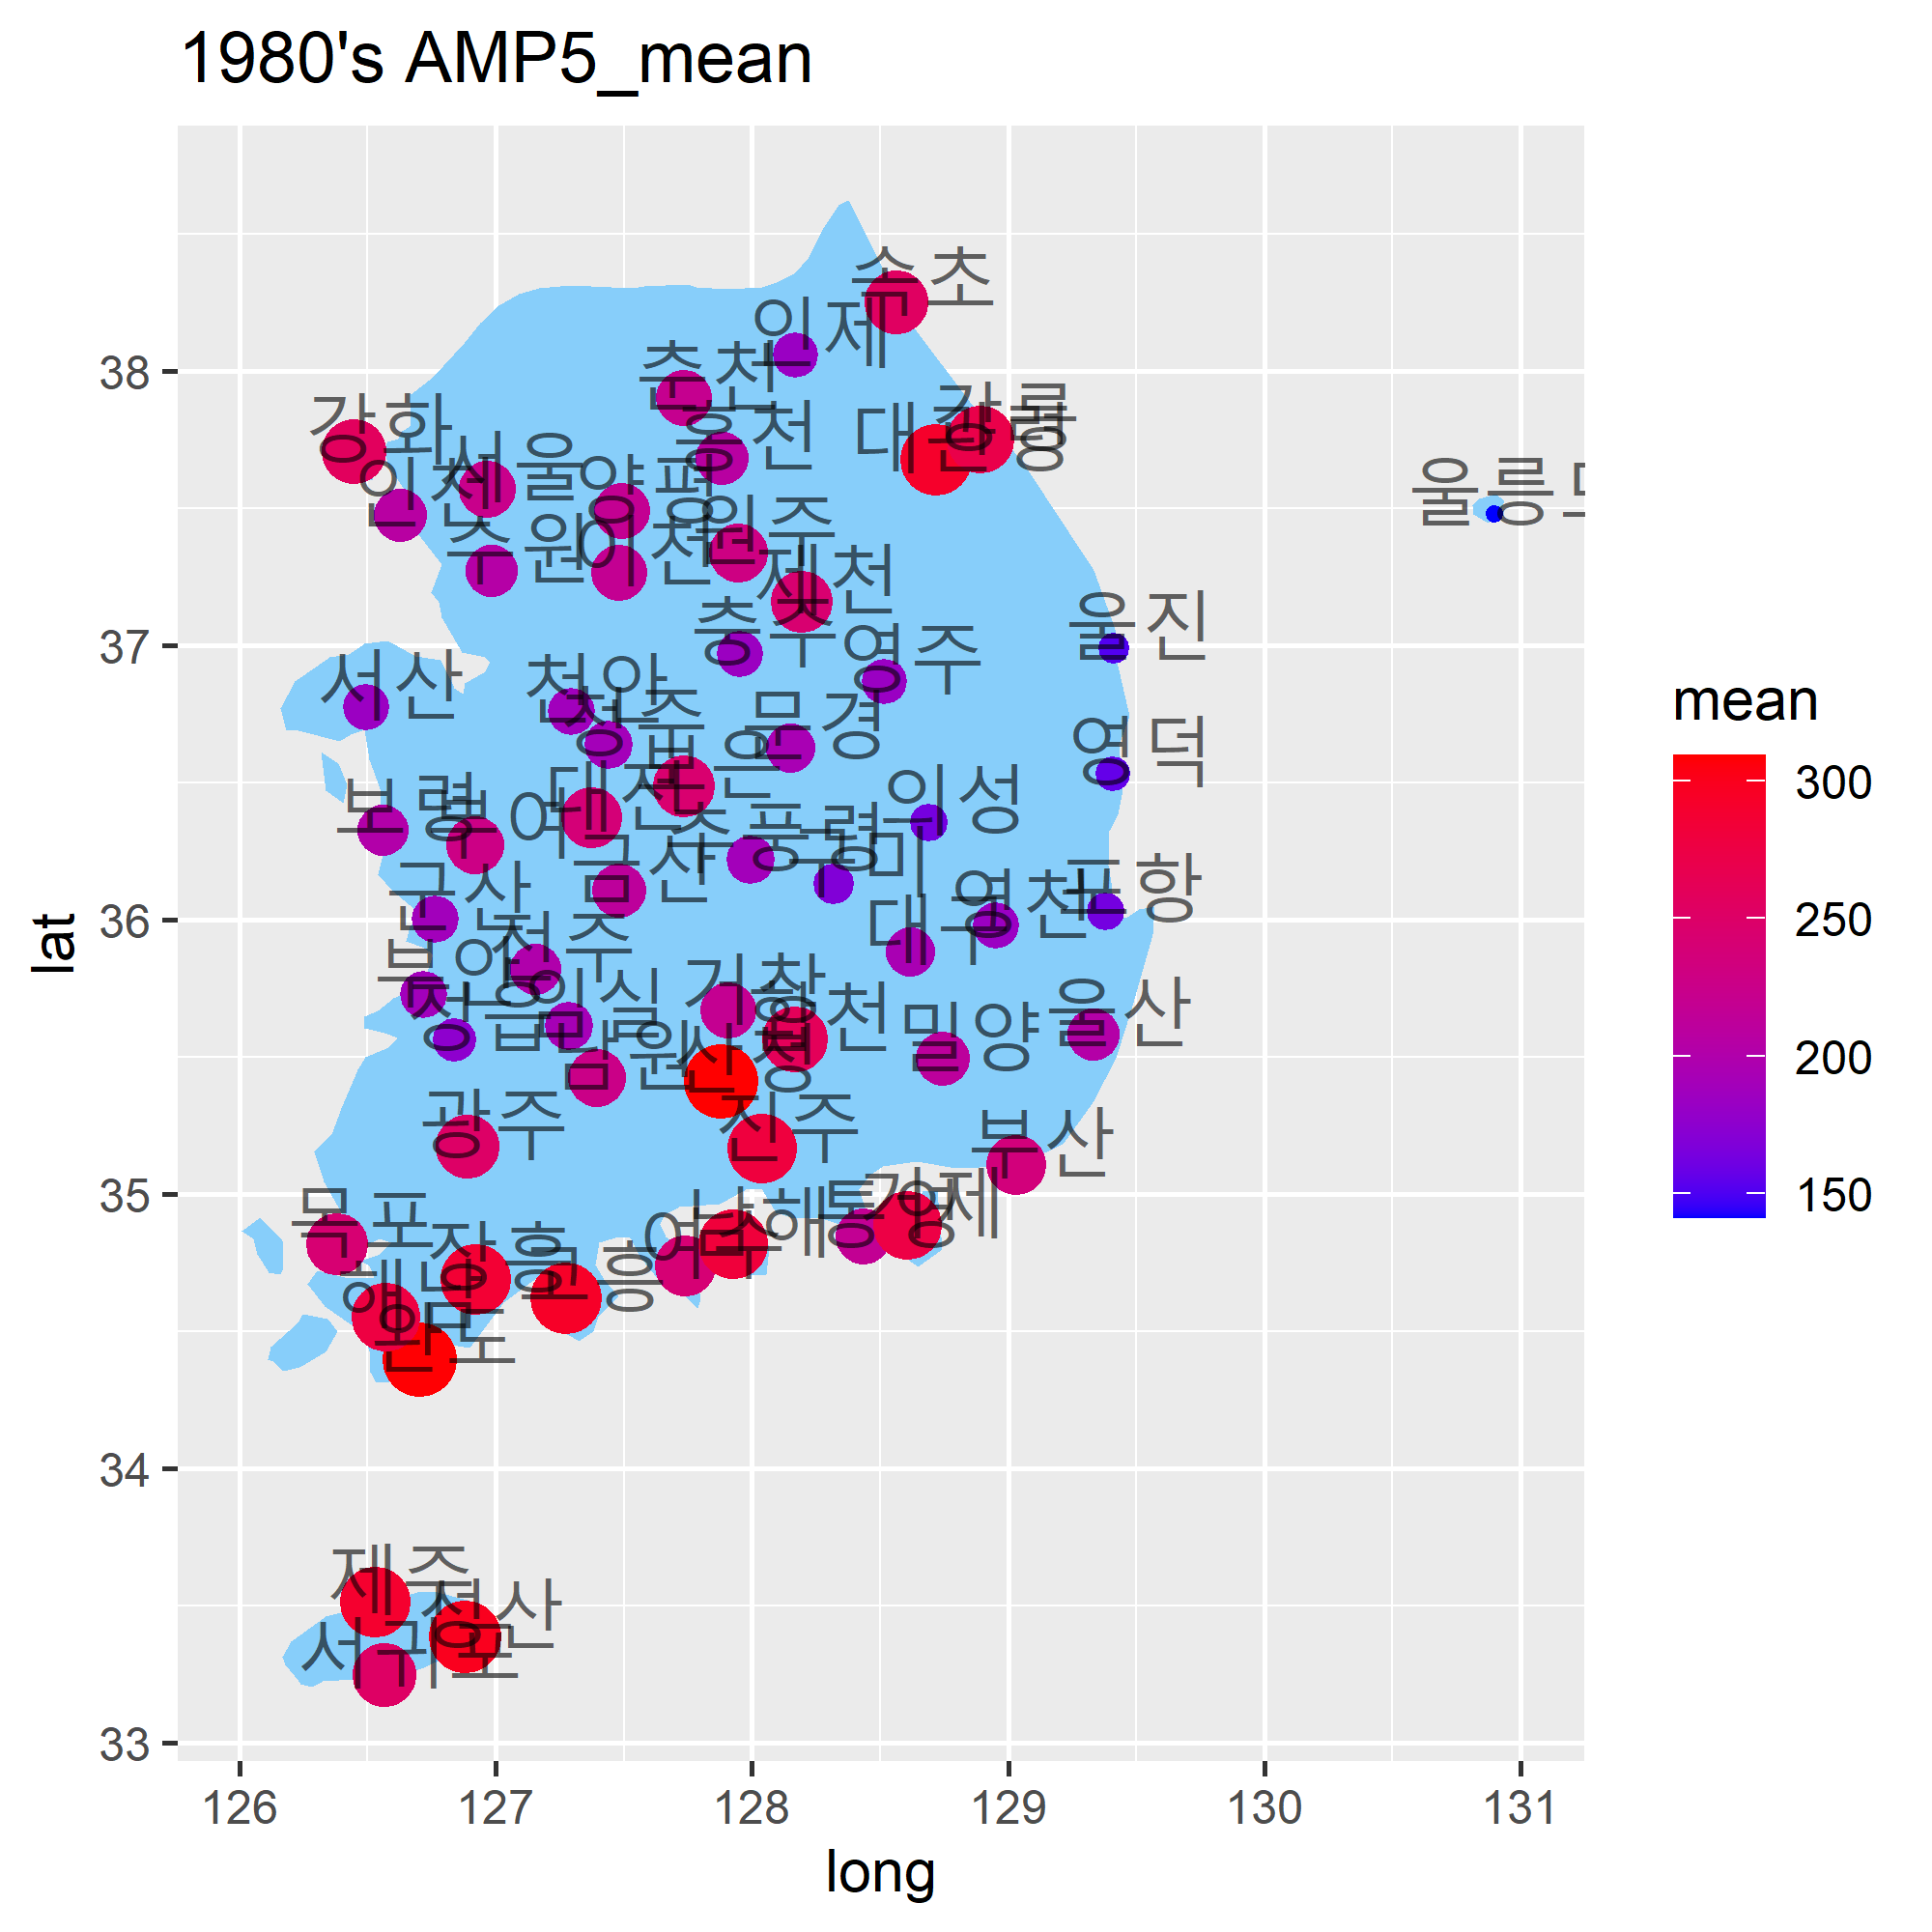 1980's AMP5_mean
속초
인제
춘천
강릉
대관령
강화
홍천
서울
인천
양평
울릉도
원주
수원
이천
제천
충주
울진
영주
서산
천안
청주
문경
영덕
보은
대전
의성
보령
부여
추풍령
구미
금산
포항
군산
영천
대구
전주
부안
거창
임실
합천
울산
정읍
밀양
남원
산청
진주
광주
부산
거제
통영
남해
여수
목포
장흥
고흥
해남
완도
제주
성산
서귀포
38
37
36
35
34
33
lat
126
127
128
129
130
131
long
mean
300
250
200
150